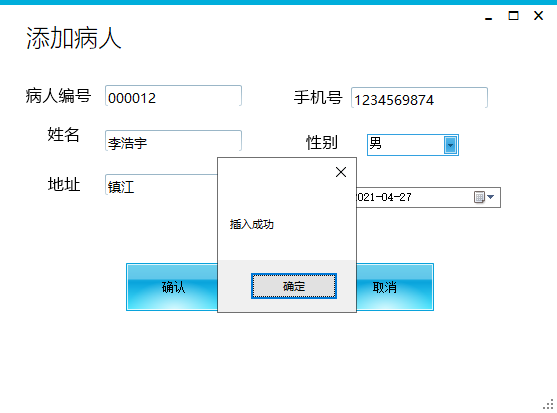 添加病人
病人编号 000012
手机号 1234569874
姓名 李浩宇
性别 男
地址 镇江
2021-04-27
插入成功
确定
确认
取消